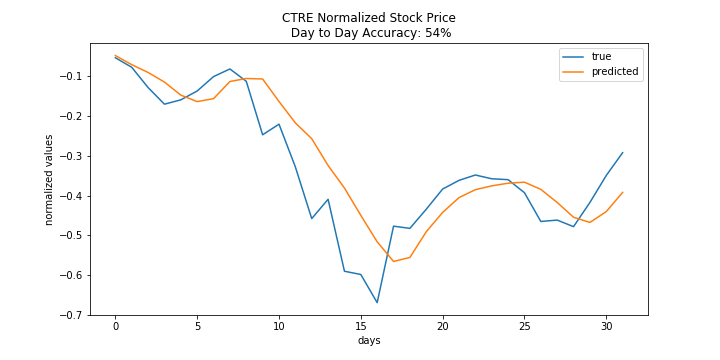 CTRE Normalized Stock Price
Day to Day Accuracy: 54%
true
predicted
−0.1
−0.2
−0.3
−0.4
−0.5
−0.6
−0.7
normalized values
0
5
10
15
20
25
30
days